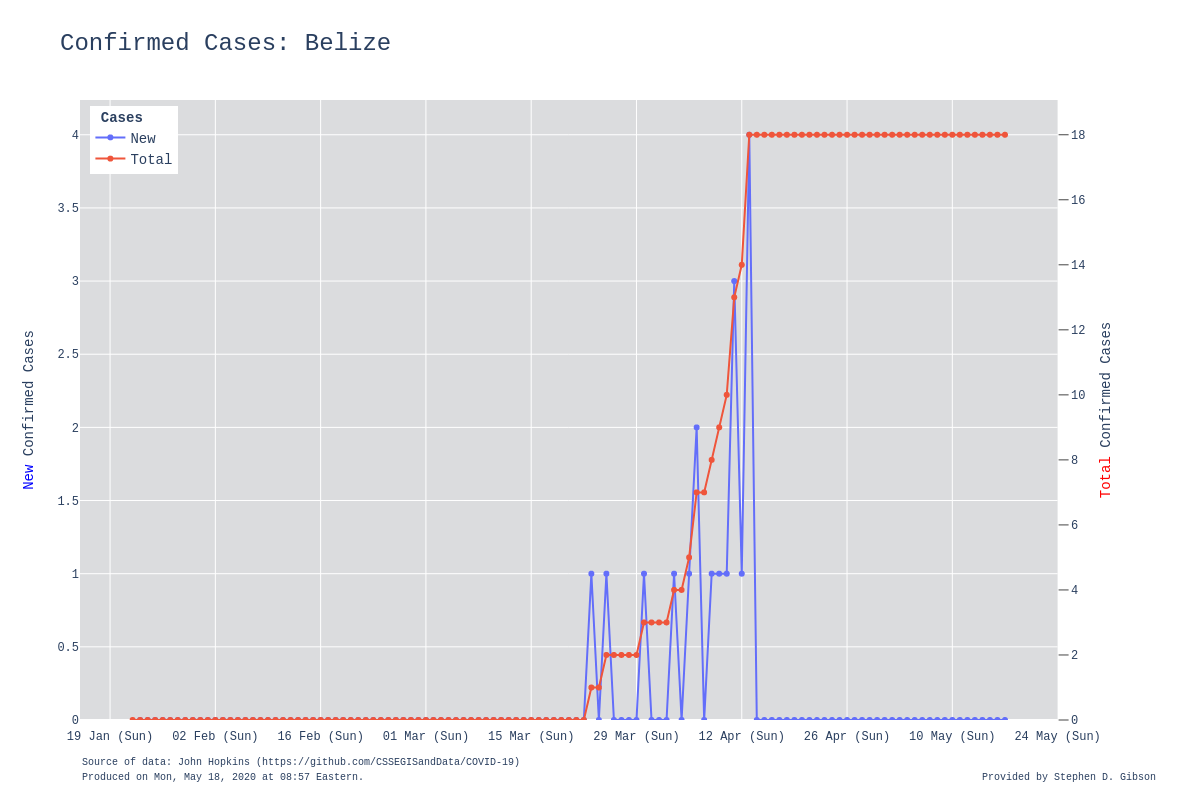 Confirmed Cases: Belize
Cases
New
Total
4
3.5
3
2.5
2
1.5
1
0.5
0
New Confirmed Cases
18
16
14
12
10
8
6
4
2
0
Total Confirmed Cases
19 Jan (Sun) 02 Feb (Sun) 16 Feb (Sun) 01 Mar (Sun) 15 Mar (Sun) 29 Mar (Sun) 12 Apr (Sun) 26 Apr (Sun) 10 May (Sun) 24 May (Sun)
Source of data: John Hopkins (https://github.com/CSSEGISandData/COVID-19)
Produced on Mon, May 18, 2020 at 08:57 Eastern.
Provided by Stephen D. Gibson